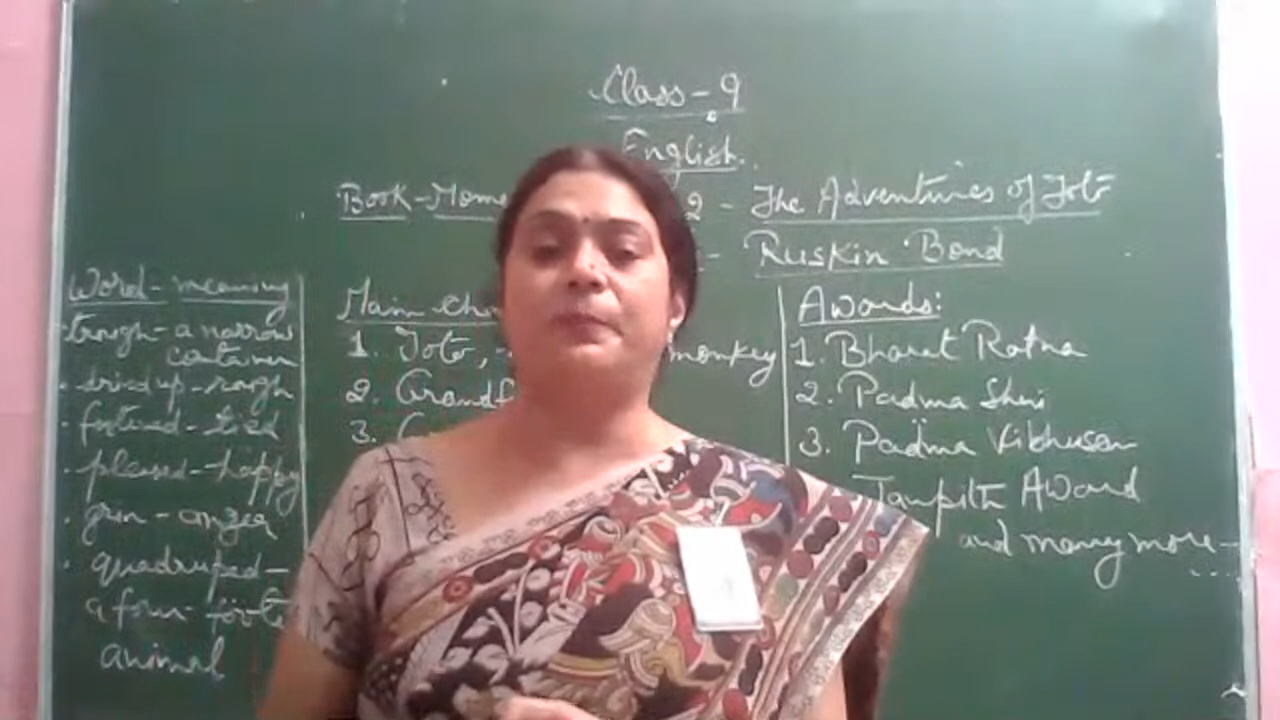 Class - 9
English.
Book - Mome 2 - The Adventures of Toto
- Ruskin Bond
Word - meaning
trough - a narrow
container
dried up - rough
fastened - tied
pleased - happy
grin - anger
quadruped -
a four-foote
animal
Main cha
1. Toto, - monkey
2. Grandf
3. G
Awards:
1. Bharat Ratna
2. Padma Shri
3. Padma Vibhusan
Award
and many more - ....